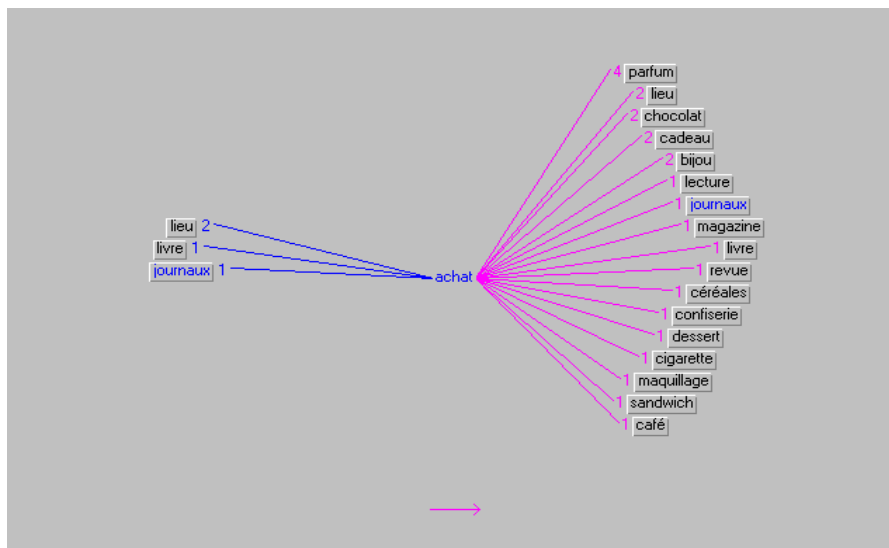 4 parfum
2 lieu
2 chocolat
2 cadeau
2 bijou
1 lecture
1 journaux
1 magazine
1 livre
1 revue
1 céréales
1 confiserie
1 dessert
1 cigarette
1 maquillage
1 sandwich
1 café
lieu 2
livre 1
journaux 1
achat